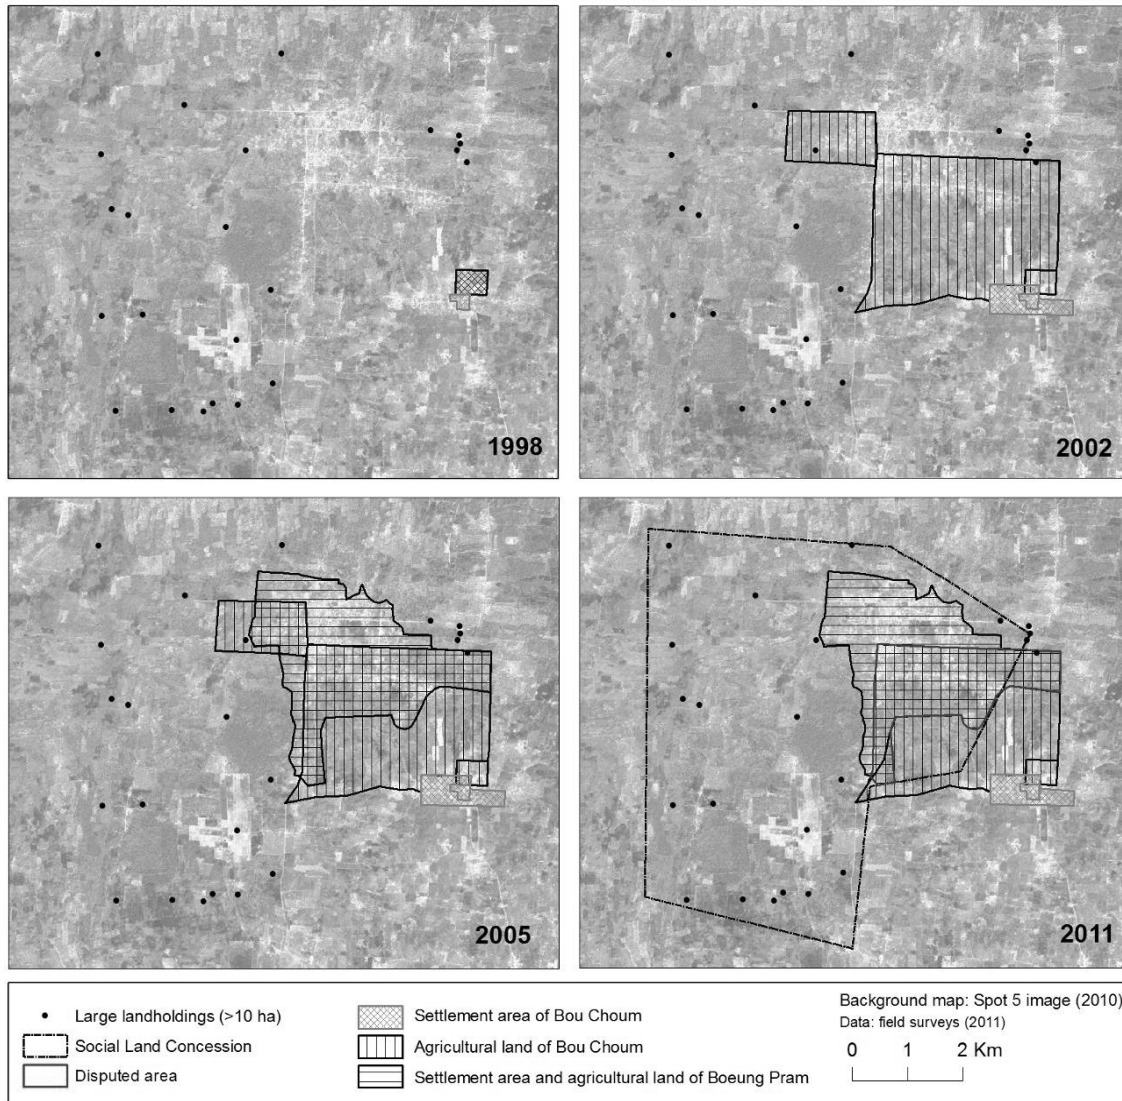 1998
2002
2005
2011
Large landholdings (>10 ha)
Social Land Concession
Disputed area
Settlement area of Bou Choum
Agricultural land of Bou Choum
Settlement area and agricultural land of Boeung Pram
Background map: Spot 5 image (2010)
Data: field surveys (2011)
0 1 2 Km